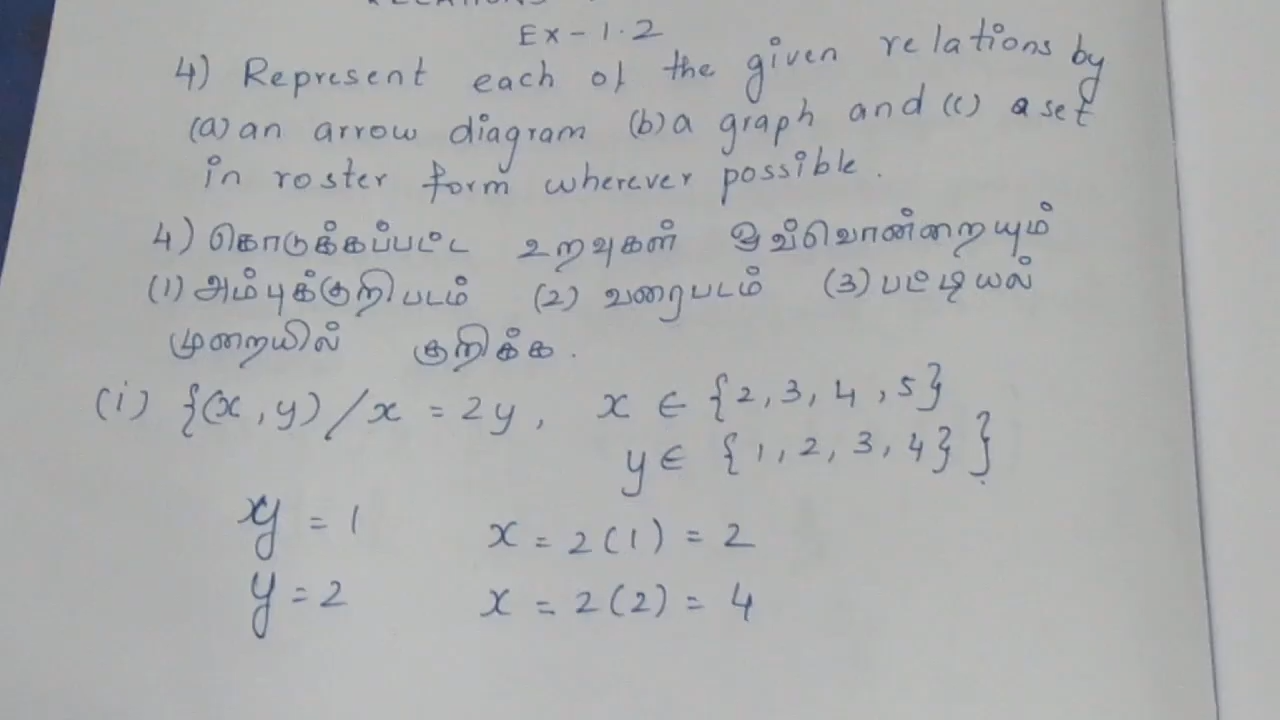 Ex - 1.2
4) Represent each of the given relations by
(a) an arrow diagram (b) a graph and (c) a set
in roster form wherever possible.
4) கொடுக்கப்பட்ட உறவுகள் ஒவ்வொன்றையும்
(1) அம்புக்குறி படம் (2) வரைபடம் (3) பட்டியல்
முறையில் குறிக்க.
(i) {(x, y) / x = 2y, x ∈ {2, 3, 4, 5}
y ∈ {1, 2, 3, 4} }
y = 1 x = 2(1) = 2
y = 2 x = 2(2) = 4